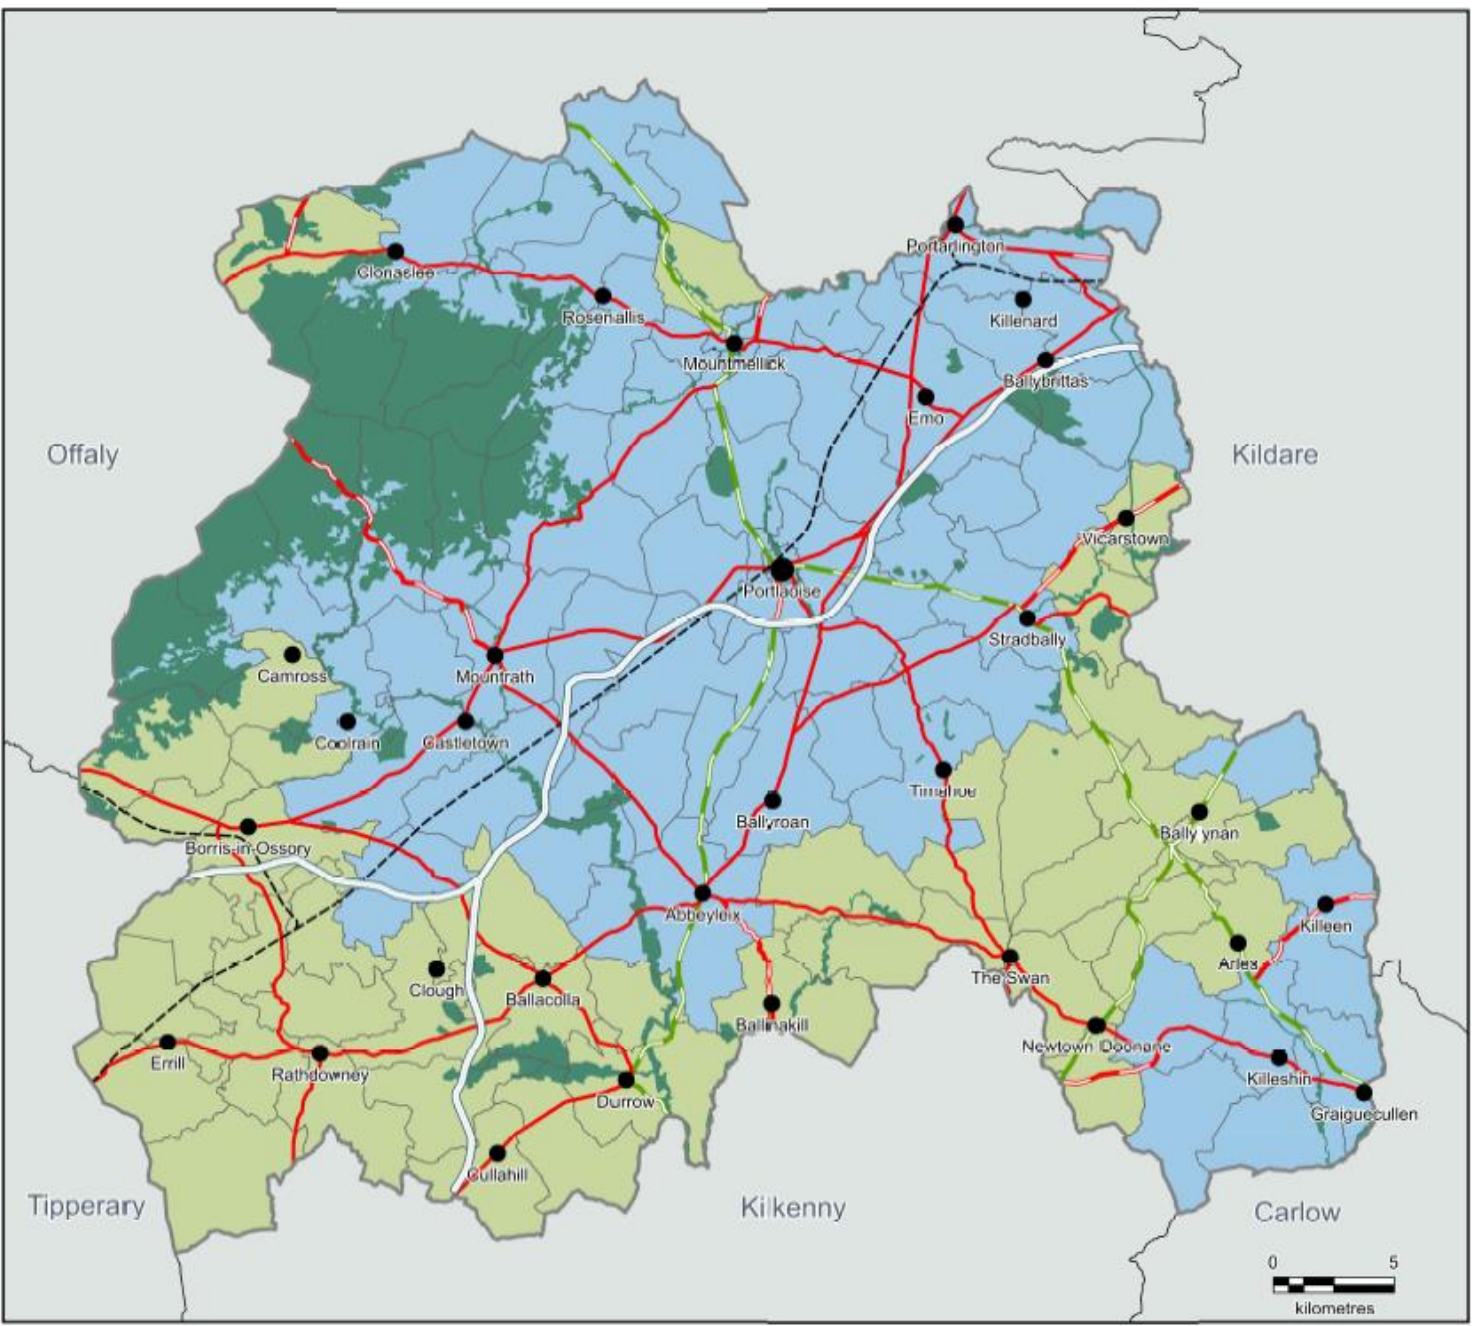 Portarlington
Clonaslee
Rosenallis
Killenard
Mountmellick
Ballybrittas
Emo
Offaly
Kildare
Vicarstown
Portlaoise
Stradbally
Camross
Mountrath
Coolrain
Castletown
Timahoe
Ballyroan
Ballylynan
Borris-in-Ossory
Abbeyleix
Killeen
Arles
The Swan
Clough
Ballacolla
Ballinakill
Newtown Doonane
Errill
Rathdowney
Killeshin
Durrow
Graiguecullen
Cullahill
Tipperary
Kilkenny
Carlow
0 5
kilometres